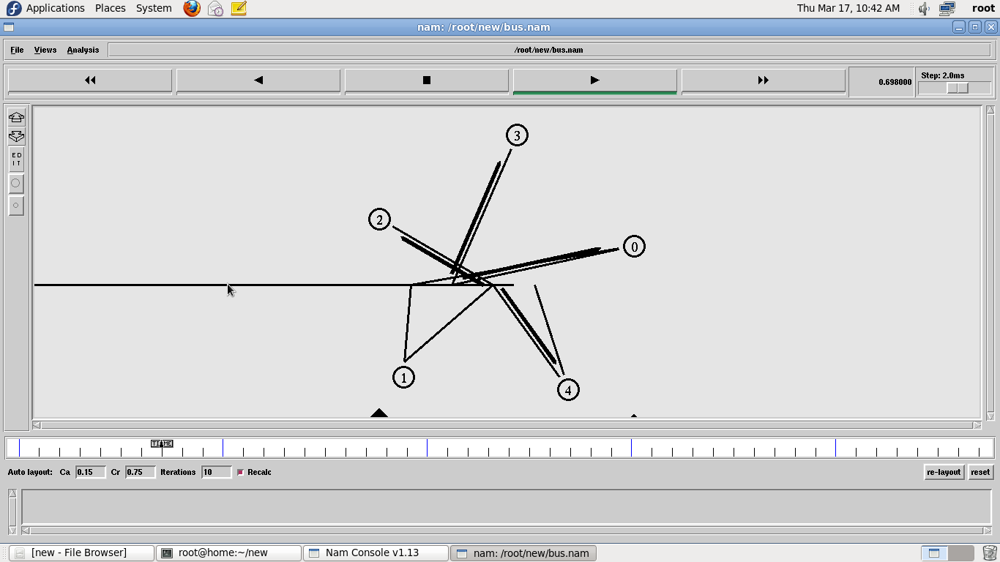 Applications Places System Thu Mar 17, 10:42 AM root
nam: /root/new/bus.nam
File Views Analysis /root/new/bus.nam
0.698000 Step: 2.0ms
ED
IT
3
2
0
1
4
TIME
Auto layout: Ca 0.15 Cr 0.75 Iterations 10 Recalc re-layout reset
[new - File Browser] root@home:~/new Nam Console v1.13 nam: /root/new/bus.nam